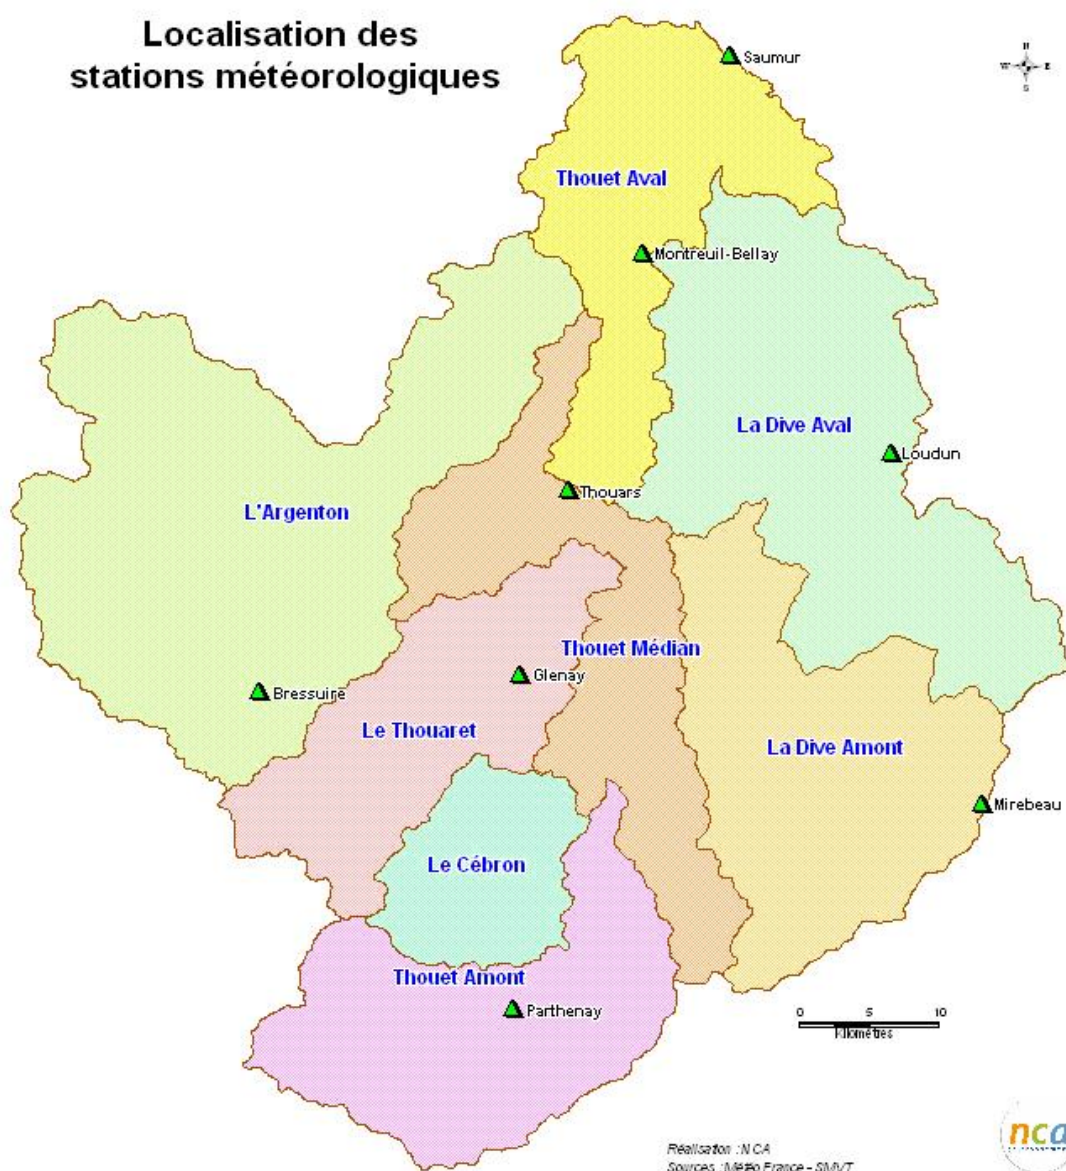 Localisation des
stations météorologiques
N
W E
S
Saumur
Thouet Aval
Montreuil-Bellay
La Dive Aval
Loudun
Thouars
L'Argenton
Thouet Médian
Glenay
Bressuire
Le Thouaret
La Dive Amont
Mirebeau
Le Cébron
Thouet Amont
Parthenay
0 5 10
Kilomètres
nca
Réalisation : NCA
Sources : Météo France - SMVT